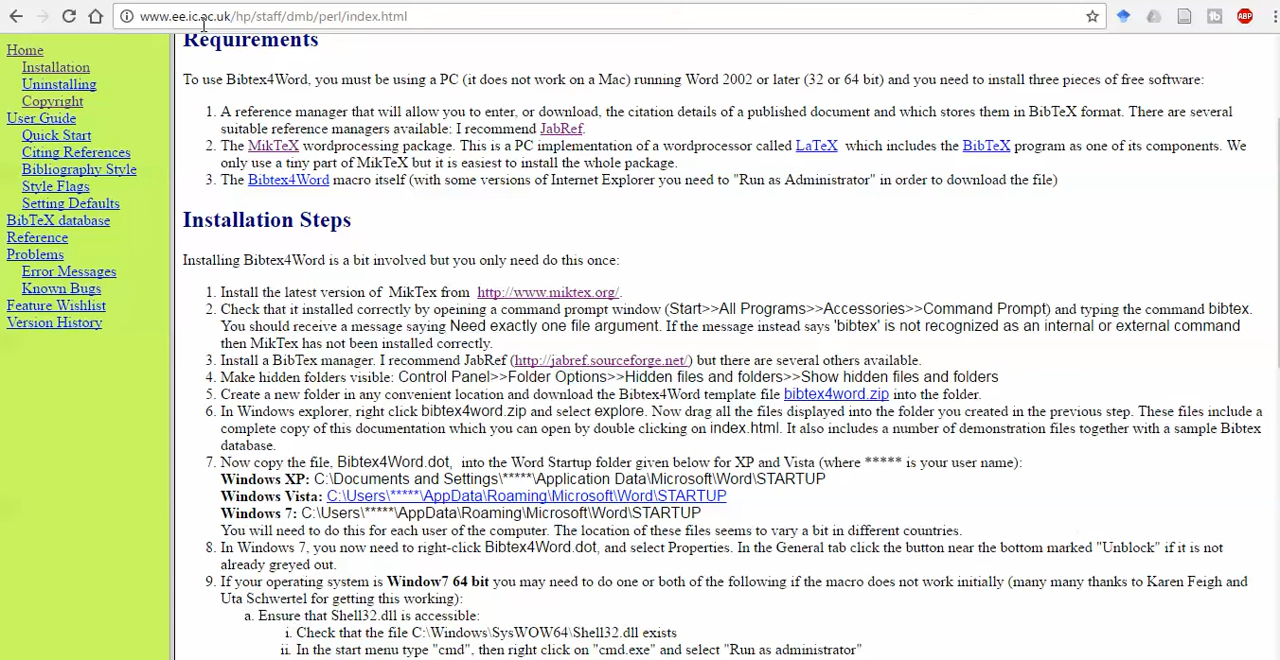 www.ee.ic.ac.uk/hp/staff/dmb/perl/index.html
ABP
Home
Installation
Uninstalling
Copyright
User Guide
Quick Start
Citing References
Bibliography Style
Style Flags
Setting Defaults
BibTeX database
Reference
Problems
Error Messages
Known Bugs
Feature Wishlist
Version History
Requirements
To use Bibtex4Word, you must be using a PC (it does not work on a Mac) running Word 2002 or later (32 or 64 bit) and you need to install three pieces of free software:
1. A reference manager that will allow you to enter, or download, the citation details of a published document and which stores them in BibTeX format. There are several
suitable reference managers available: I recommend JabRef.
2. The MikTeX wordprocessing package. This is a PC implementation of a wordprocessor called LaTeX which includes the BibTeX program as one of its components. We
only use a tiny part of MikTeX but it is easiest to install the whole package.
3. The Bibtex4Word macro itself (with some versions of Internet Explorer you need to "Run as Administrator" in order to download the file)
Installation Steps
Installing Bibtex4Word is a bit involved but you only need do this once:
1. Install the latest version of MikTex from http://www.miktex.org/.
2. Check that it installed correctly by opening a command prompt window (Start>>All Programs>>Accessories>>Command Prompt) and typing the command bibtex.
You should receive a message saying Need exactly one file argument. If the message instead says 'bibtex' is not recognized as an internal or external command
then MikTex has not been installed correctly.
3. Install a BibTex manager. I recommend JabRef (http://jabref.sourceforge.net/) but there are several others available.
4. Make hidden folders visible: Control Panel>>Folder Options>>Hidden files and folders>>Show hidden files and folders
5. Create a new folder in any convenient location and download the Bibtex4Word template file bibtex4word.zip into the folder.
6. In Windows explorer, right click bibtex4word.zip and select explore. Now drag all the files displayed into the folder you created in the previous step. These files include a
complete copy of this documentation which you can open by double clicking on index.html. It also includes a number of demonstration files together with a sample Bibtex
database.
7. Now copy the file, Bibtex4Word.dot, into the Word Startup folder given below for XP and Vista (where ***** is your user name):
Windows XP: C:\Documents and Settings\*****\Application Data\Microsoft\Word\STARTUP
Windows Vista: C:\Users\*****\AppData\Roaming\Microsoft\Word\STARTUP
Windows 7: C:\Users\*****\AppData\Roaming\Microsoft\Word\STARTUP
You will need to do this for each user of the computer. The location of these files seems to vary a bit in different countries.
8. In Windows 7, you now need to right-click Bibtex4Word.dot, and select Properties. In the General tab click the button near the bottom marked "Unblock" if it is not
already greyed out.
9. If your operating system is Window7 64 bit you may need to do one or both of the following if the macro does not work initially (many many thanks to Karen Feigh and
Uta Schwertel for getting this working):
a. Ensure that Shell32.dll is accessible:
i. Check that the file C:\Windows\SysWOW64\Shell32.dll exists
ii. In the start menu type "cmd", then right click on "cmd.exe" and select "Run as administrator"